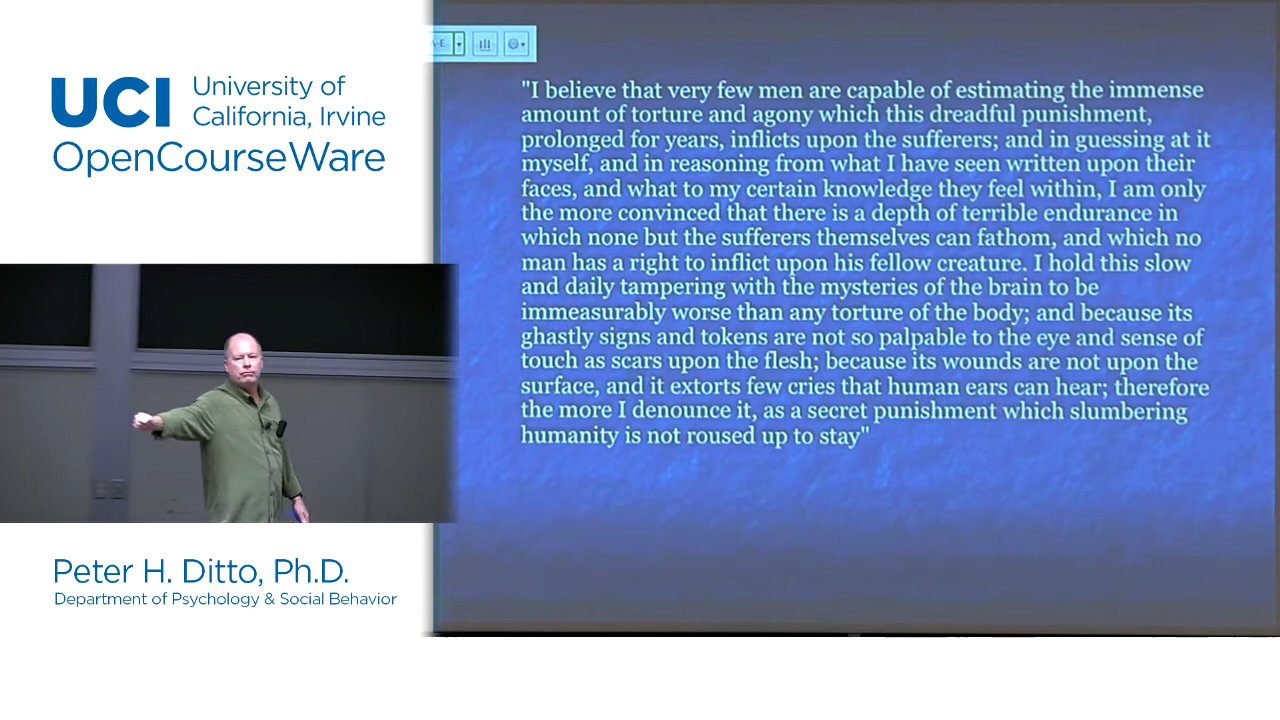 UCI University of
California, Irvine
OpenCourseWare
A-E
"I believe that very few men are capable of estimating the immense
amount of torture and agony which this dreadful punishment,
prolonged for years, inflicts upon the sufferers; and in guessing at it
myself, and in reasoning from what I have seen written upon their
faces, and what to my certain knowledge they feel within, I am only
the more convinced that there is a depth of terrible endurance in
which none but the sufferers themselves can fathom, and which no
man has a right to inflict upon his fellow creature. I hold this slow
and daily tampering with the mysteries of the brain to be
immeasurably worse than any torture of the body; and because its
ghastly signs and tokens are not so palpable to the eye and sense of
touch as scars upon the flesh; because its wounds are not upon the
surface, and it extorts few cries that human ears can hear; therefore
the more I denounce it, as a secret punishment which slumbering
humanity is not roused up to stay"
Peter H. Ditto, Ph.D.
Department of Psychology & Social Behavior